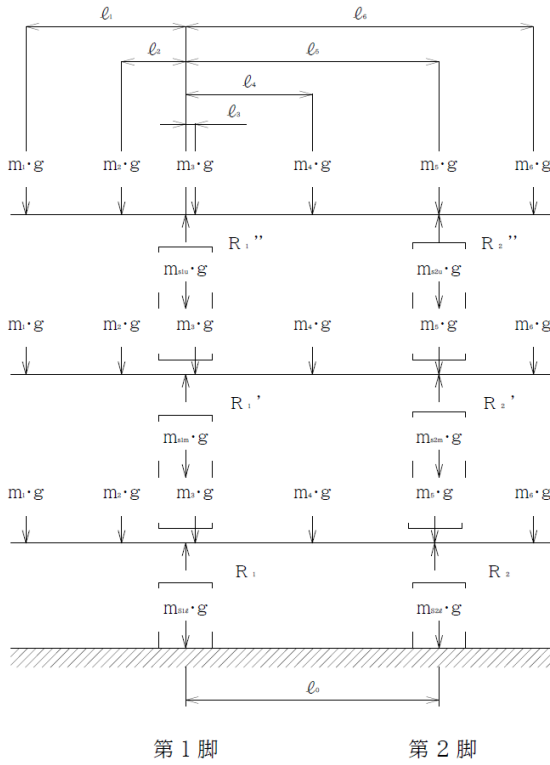 ℓ₁ ℓ₆
ℓ₂ ℓ₅
ℓ₄
ℓ₃
m₁・g m₂・g m₃・g m₄・g m₅・g m₆・g
R₁’’ R₂’’
mₛ₁ᵤ・g mₛ₂ᵤ・g
m₁・g m₂・g m₃・g m₄・g m₅・g m₆・g
R₁’ R₂’
mₛ₁ₘ・g mₛ₂ₘ・g
m₁・g m₂・g m₃・g m₄・g m₅・g m₆・g
R₁ R₂
m_S1ℓ・g m_S2ℓ・g
ℓ₀
第1脚 第2脚